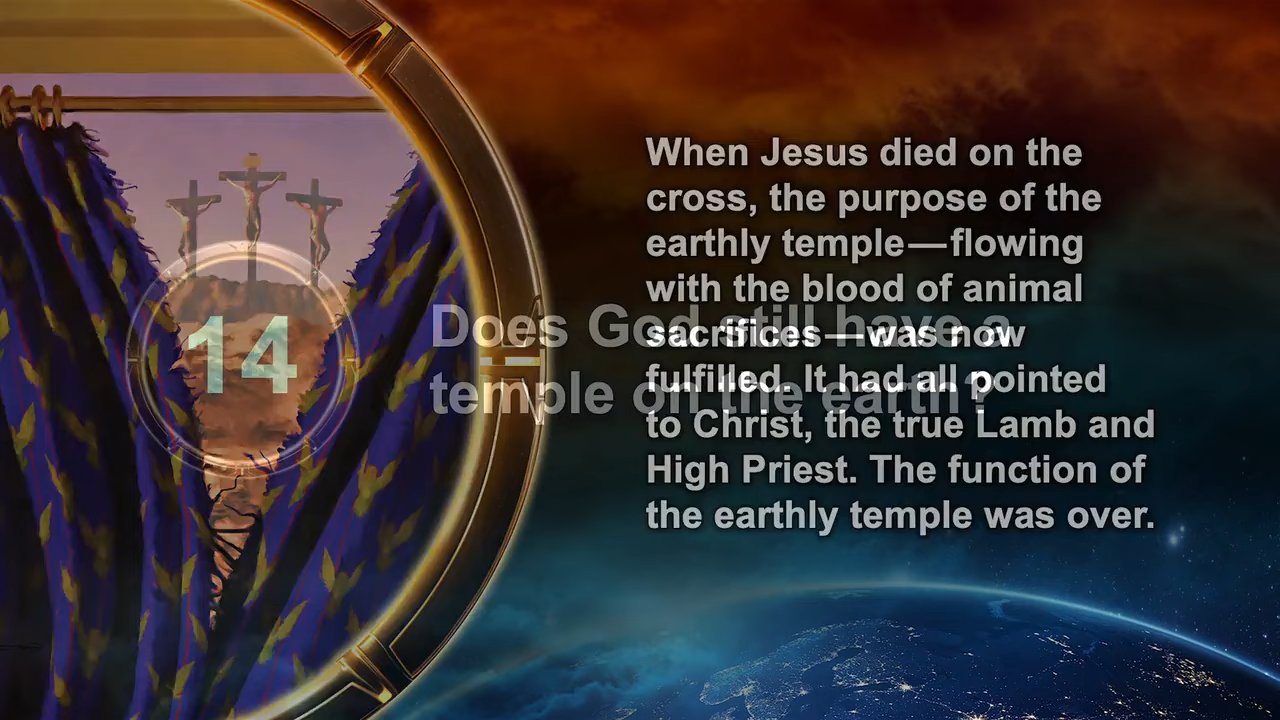 When Jesus died on the
cross, the purpose of the
earthly temple—flowing
with the blood of animal
sacrifices—was now
fulfilled. It had all pointed
to Christ, the true Lamb and
High Priest. The function of
the earthly temple was over.
14
Does God still have a
temple on the earth?